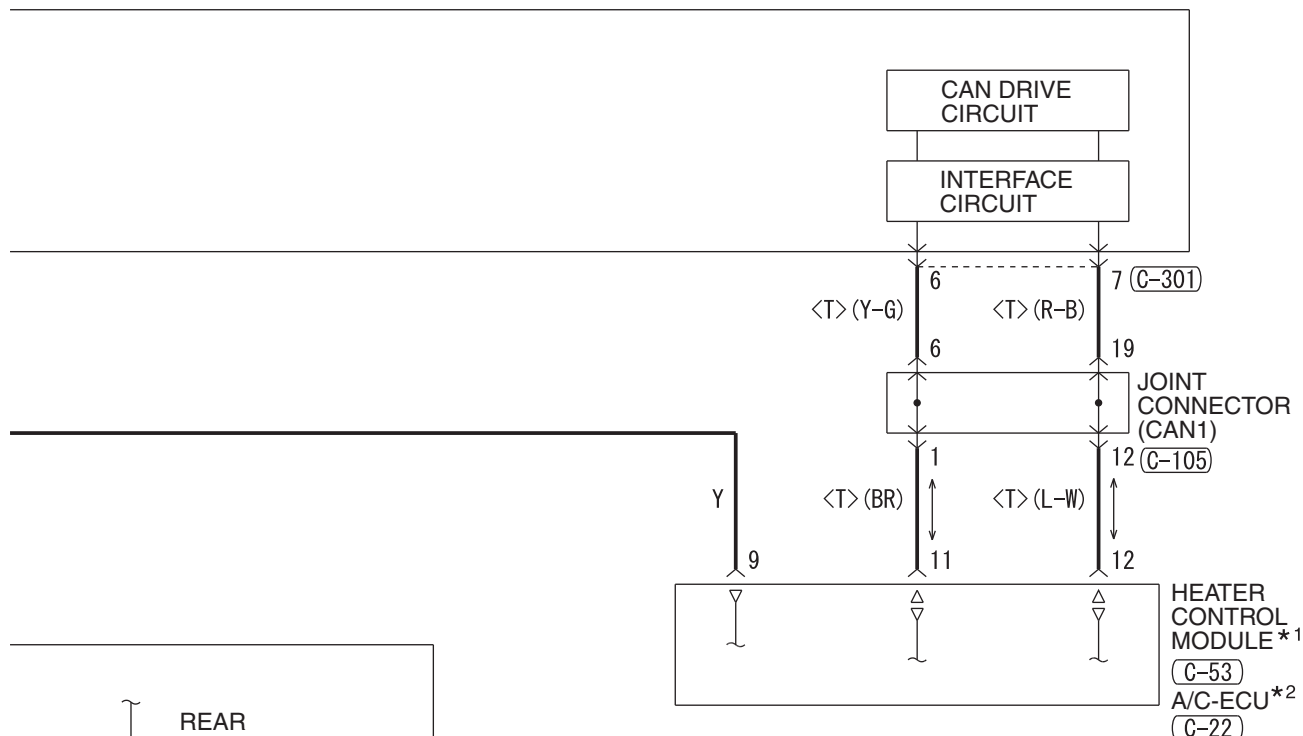 CAN DRIVE
CIRCUIT
INTERFACE
CIRCUIT
6
7 (C-301)
<T>(Y-G)
<T>(R-B)
6
19
JOINT
CONNECTOR
(CAN1)
1
12 (C-105)
Y
<T>(BR)
<T>(L-W)
9
11
12
HEATER
CONTROL
MODULE*1
(C-53)
A/C-ECU*2
(C-22)
REAR